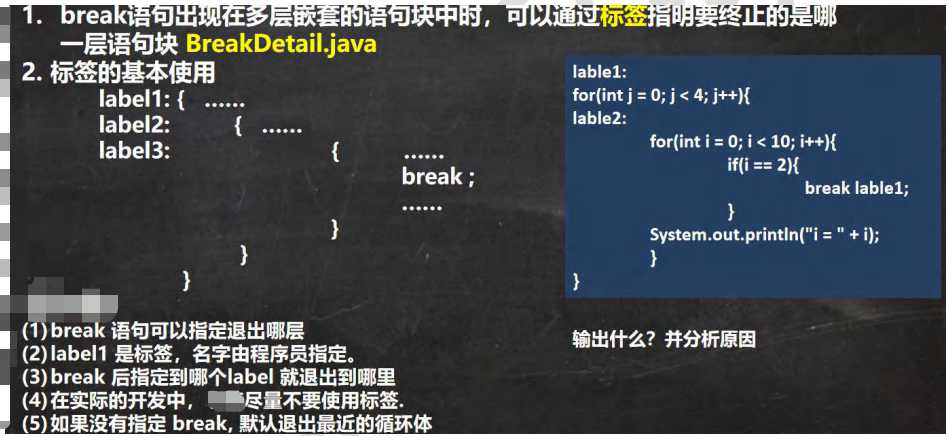 1. break语句出现在多层嵌套的语句块中时，可以通过标签指明要终止的是哪
一层语句块 BreakDetail.java
2. 标签的基本使用
label1: { ......
label2: { ......
label3: { ......
break ;
......
}
}
}
(1) break 语句可以指定退出哪层
(2) label1 是标签，名字由程序员指定。
(3) break 后指定到哪个label 就退出到哪里
(4) 在实际的开发中，尽量不要使用标签.
(5) 如果没有指定 break, 默认退出最近的循环体
lable1:
for(int j = 0; j < 4; j++){
lable2:
for(int i = 0; i < 10; i++){
if(i == 2){
break lable1;
}
System.out.println("i = " + i);
}
}
输出什么？并分析原因